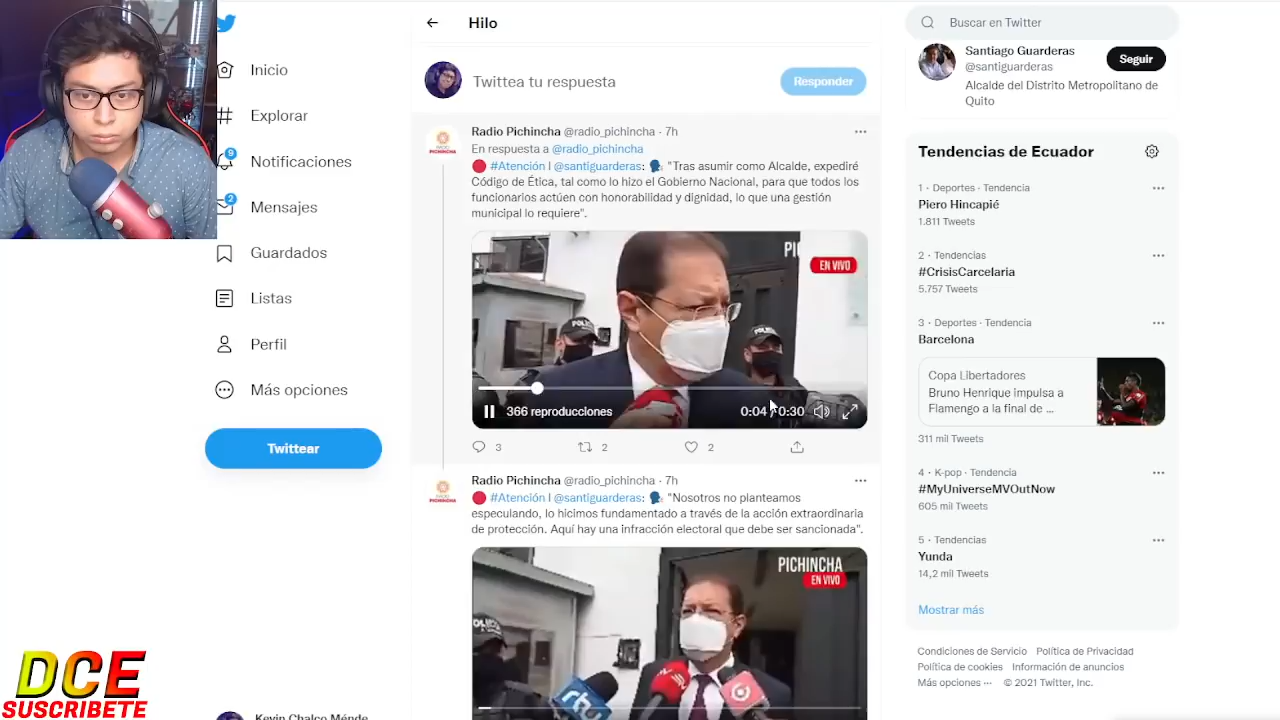 Hilo
Buscar en Twitter
Inicio
Explorar
9
Notificaciones
2
Mensajes
Guardados
Listas
Perfil
Más opciones
Twittear
DCE
SUSCRIBETE
Kevin Chalco Ménde
Twittea tu respuesta
Responder
Radio Pichincha @radio_pichincha · 7h
En respuesta a @radio_pichincha
#Atención | @santiguarderas: "Tras asumir como Alcalde, expediré
Código de Ética, tal como lo hizo el Gobierno Nacional, para que todos los
funcionarios actúen con honorabilidad y dignidad, lo que una gestión
municipal lo requiere".
PIC
EN VIVO
366 reproducciones
0:04 / 0:30
3
2
2
Radio Pichincha @radio_pichincha · 7h
#Atención | @santiguarderas: "Nosotros no planteamos
especulando, lo hicimos fundamentado a través de la acción extraordinaria
de protección. Aquí hay una infracción electoral que debe ser sancionada".
PICHINCHA
EN VIVO
Santiago Guarderas
@santiguarderas
Seguir
Alcalde del Distrito Metropolitano de
Quito
Tendencias de Ecuador
1 · Deportes · Tendencia
Piero Hincapié
1.811 Tweets
2 · Tendencias
#CrisisCarcelaria
5.757 Tweets
3 · Deportes · Tendencia
Barcelona
Copa Libertadores
Bruno Henrique impulsa a
Flamengo a la final de ...
311 mil Tweets
4 · K-pop · Tendencia
#MyUniverseMVOutNow
605 mil Tweets
5 · Tendencias
Yunda
14,2 mil Tweets
Mostrar más
Condiciones de Servicio Política de Privacidad
Política de cookies Información de anuncios
Más opciones ··· © 2021 Twitter, Inc.